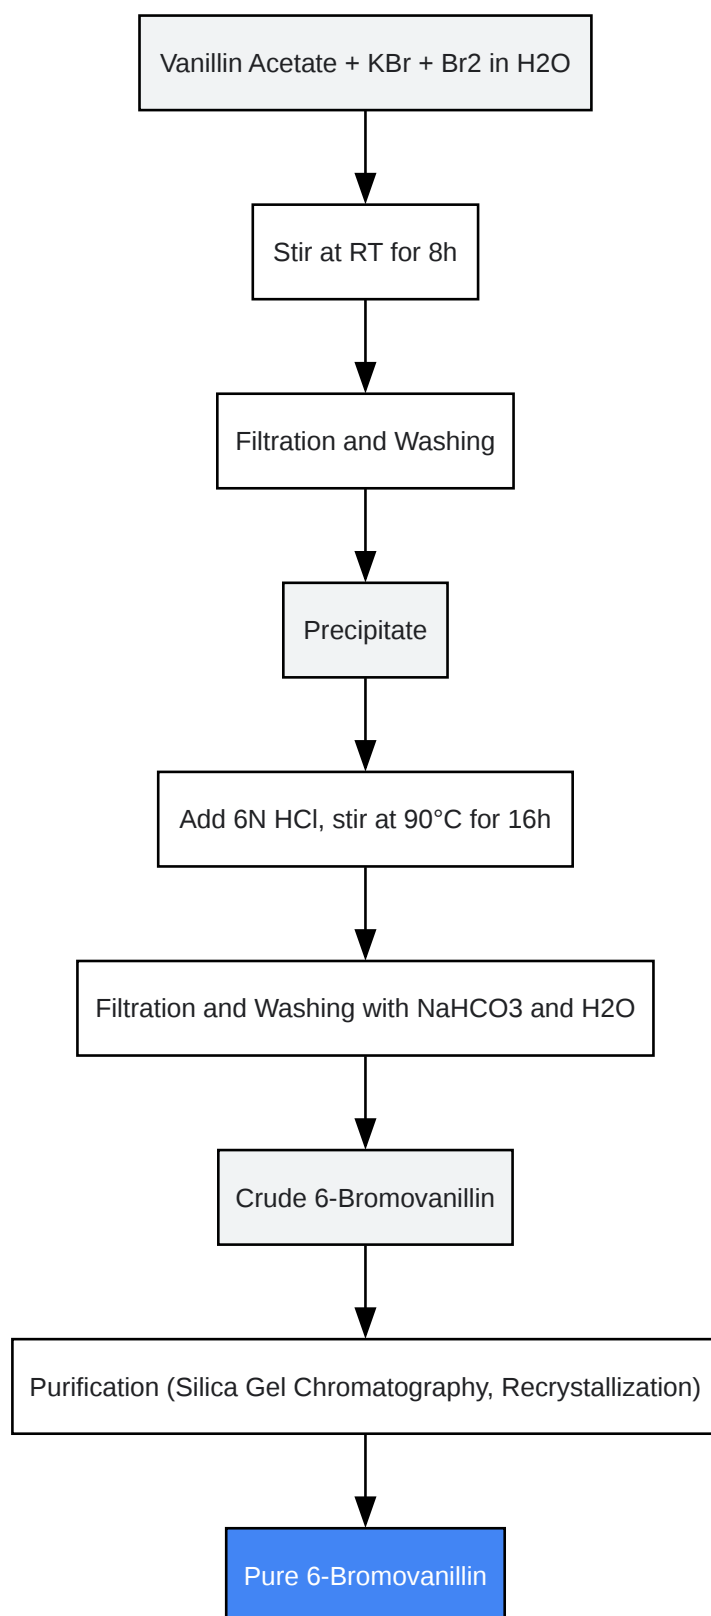 Vanillin Acetate + KBr + Br2 in H2O
Stir at RT for 8h
Filtration and Washing
Precipitate
Add 6N HCl, stir at 90°C for 16h
Filtration and Washing with NaHCO3 and H2O
Crude 6-Bromovanillin
Purification (Silica Gel Chromatography, Recrystallization)
Pure 6-Bromovanillin